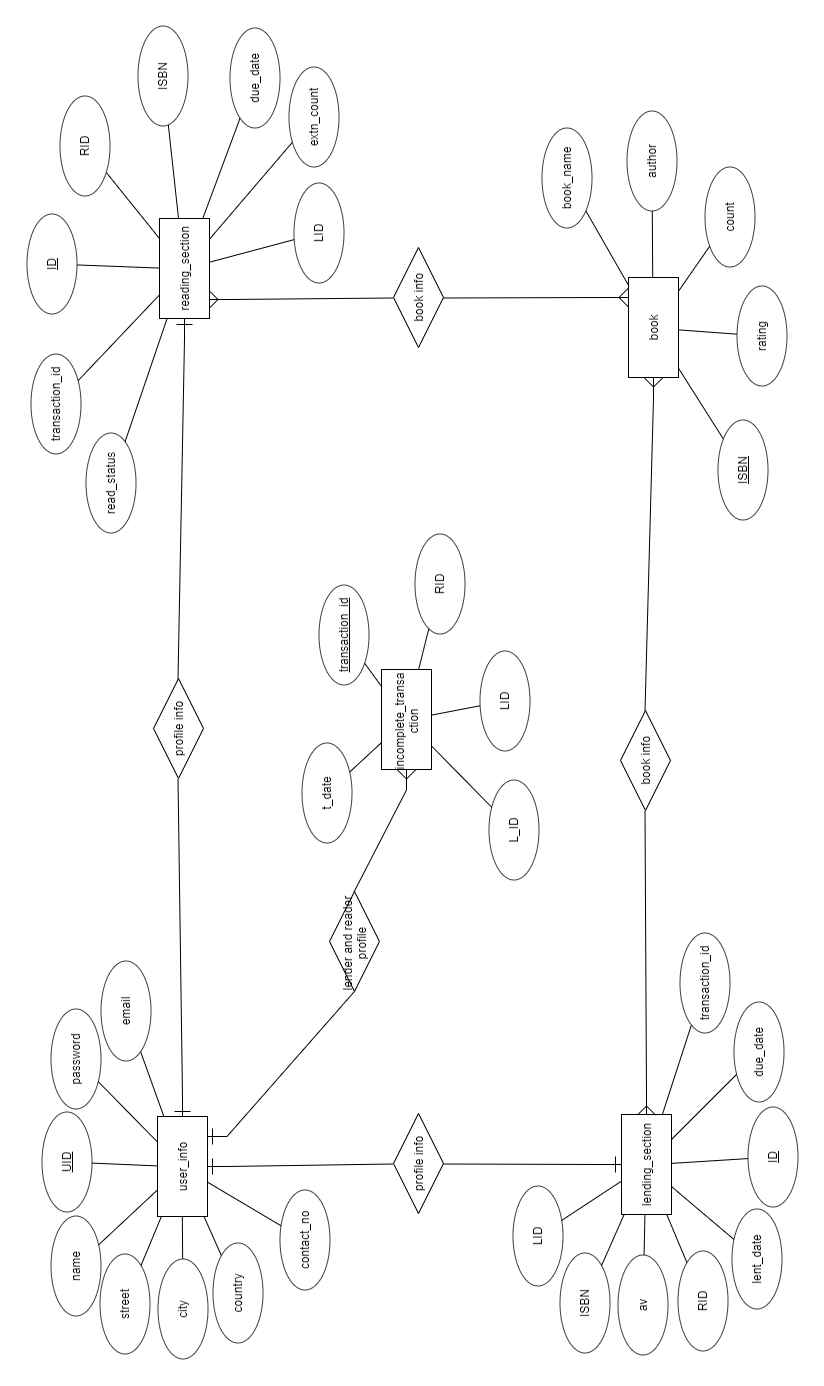 ISBN
due_date
RID
extn_count
ID
reading_section
LID
transaction_id
read_status
book info
book_name
author
count
book
rating
ISBN
profile info
transaction_id
RID
incomplete_transa
ction
LID
t_date
L_ID
book info
lender and reader
profile
password
email
UID
user_info
name
street
city
country
contact_no
profile info
transaction_id
due_date
ID
lending_section
LID
lent_date
ISBN
av
RID